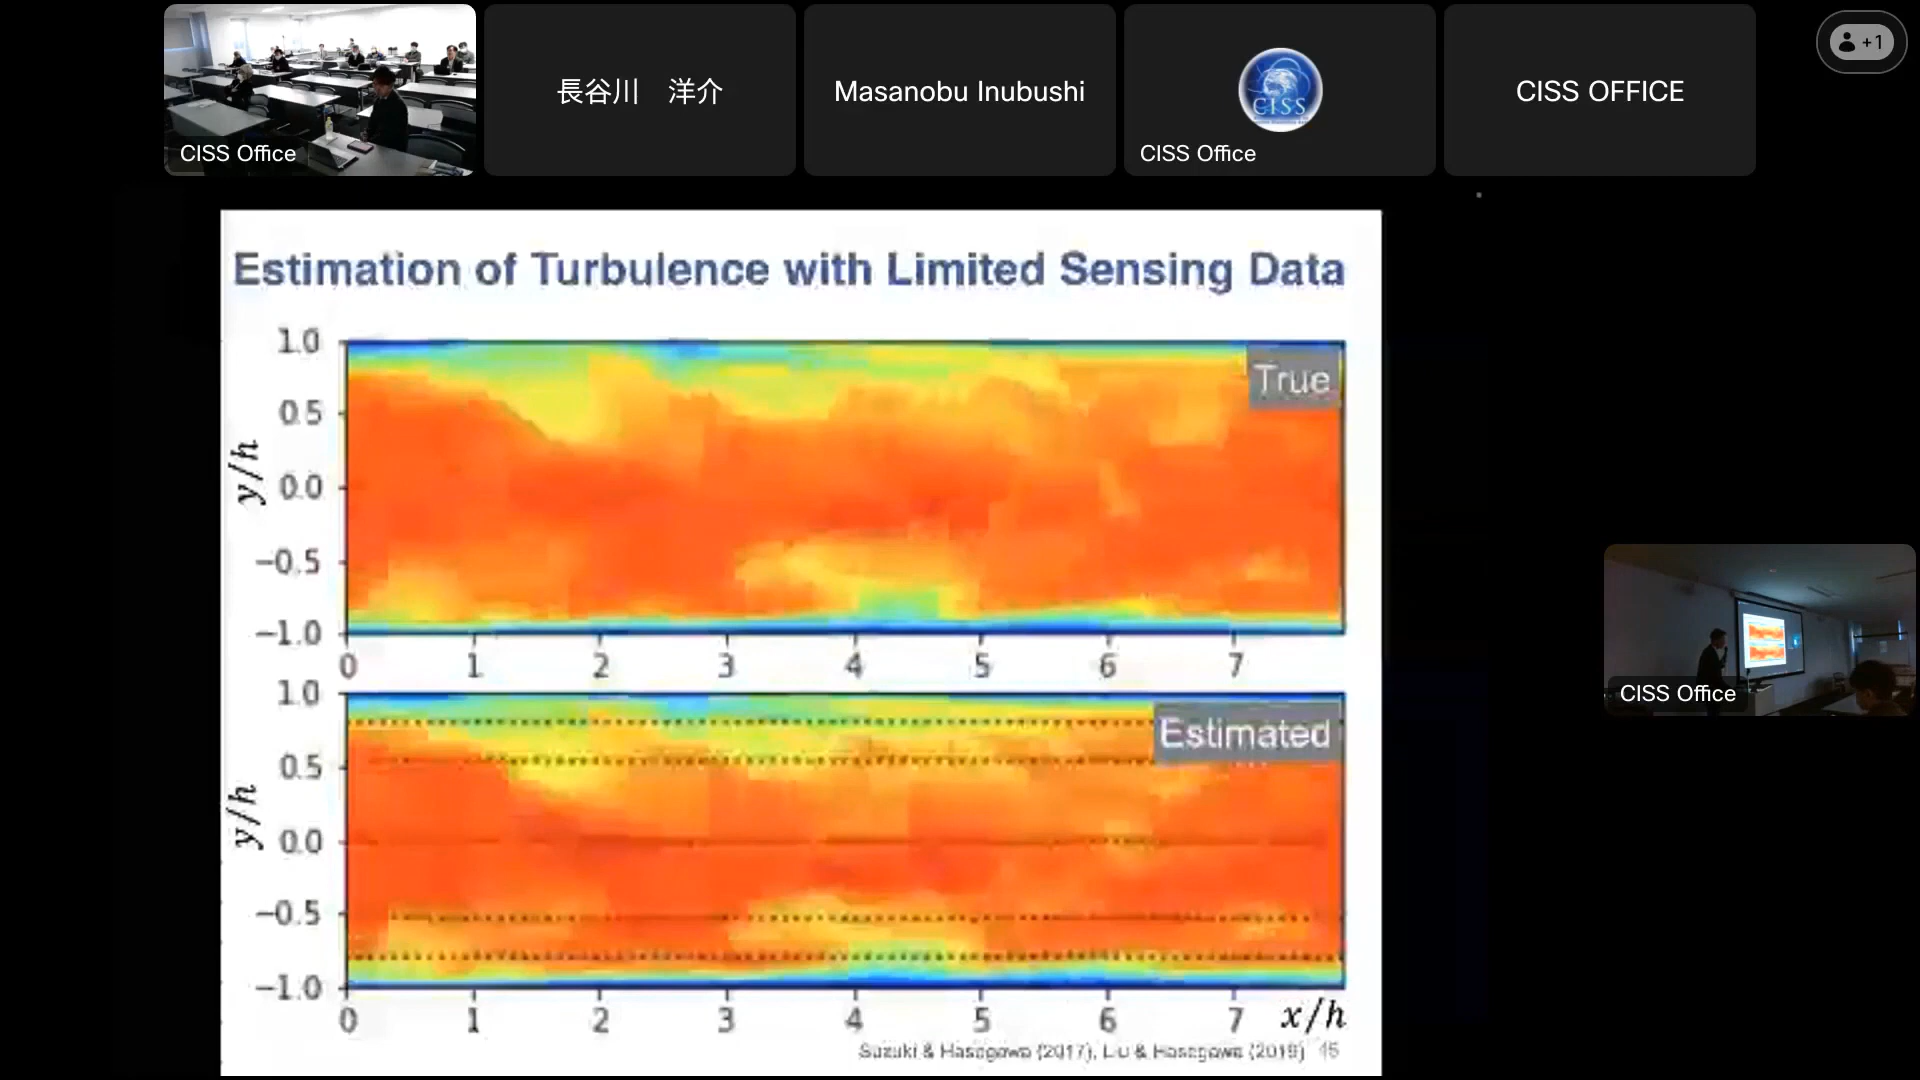 +1
長谷川 洋介
Masanobu Inubushi
CISS
CISS OFFICE
CISS Office
CISS Office
Estimation of Turbulence with Limited Sensing Data
1.0
True
0.5
y/h
0.0
−0.5
−1.0
0 1 2 3 4 5 6 7
1.0
Estimated
0.5
y/h
0.0
−0.5
−1.0
0 1 2 3 4 5 6 7 x/h
Suzuki & Hasegawa (2017), Liu & Hasegawa (2019) 45
CISS Office